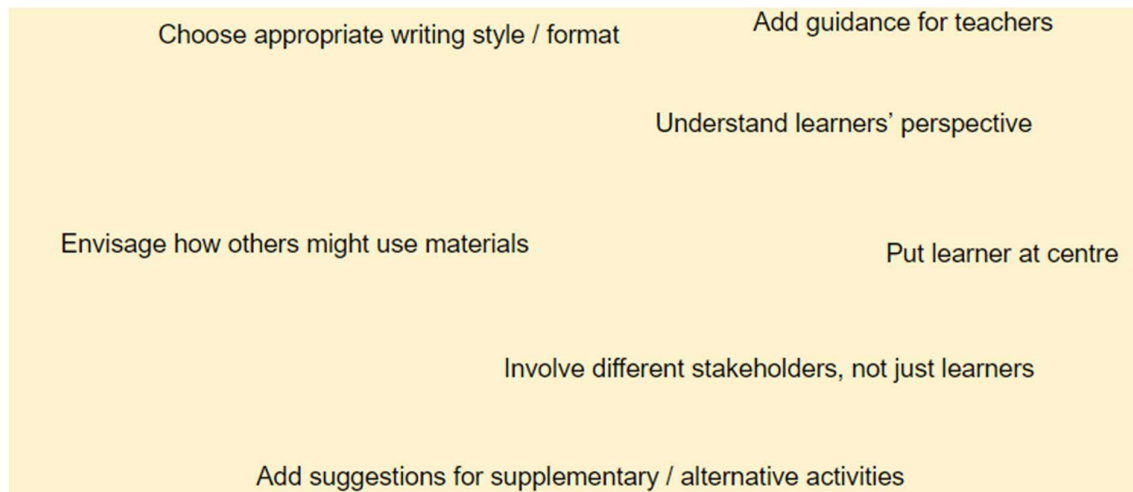 Choose appropriate writing style / format
Add guidance for teachers
Understand learners’ perspective
Envisage how others might use materials
Put learner at centre
Involve different stakeholders, not just learners
Add suggestions for supplementary / alternative activities